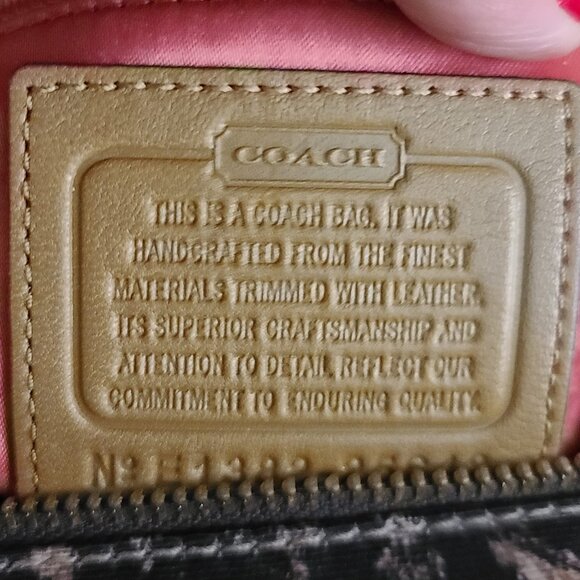 COACH
THIS IS A COACH BAG. IT WAS
HANDCRAFTED FROM THE FINEST
MATERIALS TRIMMED WITH LEATHER.
ITS SUPERIOR CRAFTSMANSHIP AND
ATTENTION TO DETAIL REFLECT OUR
COMMITMENT TO ENDURING QUALITY.
No